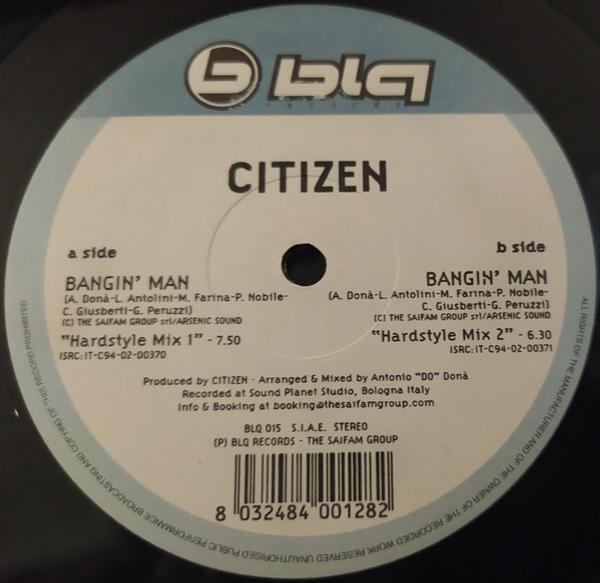 b blq
records
CITIZEN
a side
BANGIN' MAN
(A. Donà-L. Antolini-M. Farina-P. Nobile-
C. Giusberti-G. Peruzzi)
(C) THE SAIFAM GROUP srl/ARSENIC SOUND
"Hardstyle Mix 1" - 7.50
ISRC: IT-C94-02-00370
b side
BANGIN' MAN
(A. Donà-L. Antolini-M. Farina-P. Nobile-
C. Giusberti-G. Peruzzi)
(C) THE SAIFAM GROUP srl/ARSENIC SOUND
"Hardstyle Mix 2" - 6.30
ISRC: IT-C94-02-00371
Produced by CITIZEN - Arranged & Mixed by Antonio "DO" Donà
Recorded at Sound Planet Studio, Bologna Italy
Info & Booking at booking@thesaifamgroup.com
BLQ 015 S.I.A.E. STEREO
(P) BLQ RECORDS - THE SAIFAM GROUP
8 032484 001282
ALL RIGHTS OF THE MANUFACTURER AND OF THE OWNER OF THE RECORDED WORK RESERVED UNAUTHORISED PUBLIC PERFORMANCE BROADCASTING AND COPYING OF THIS RECORD PROHIBITED